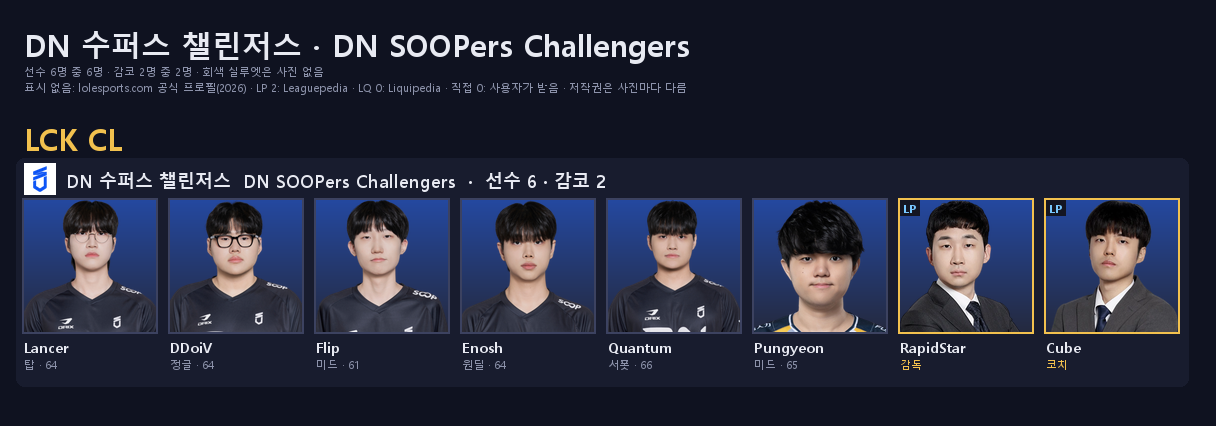 DN 수퍼스 챌린저스 · DN SOOPers Challengers
선수 6명 중 6명 · 감코 2명 중 2명 · 회색 실루엣은 사진 없음
표시 없음: lolesports.com 공식 프로필(2026) · LP 2: Leaguepedia · LQ 0: Liquipedia · 직접 0: 사용자가 받음 · 저작권은 사진마다 다름
LCK CL
DN 수퍼스 챌린저스 DN SOOPers Challengers · 선수 6 · 감코 2
LP LP
SOOP SOOP SOOP SOOP
Lancer DDoiV Flip Enosh Quantum Pungyeon RapidStar Cube
탑 · 64 정글 · 64 미드 · 61 원딜 · 64 서폿 · 66 미드 · 65 감독 코치